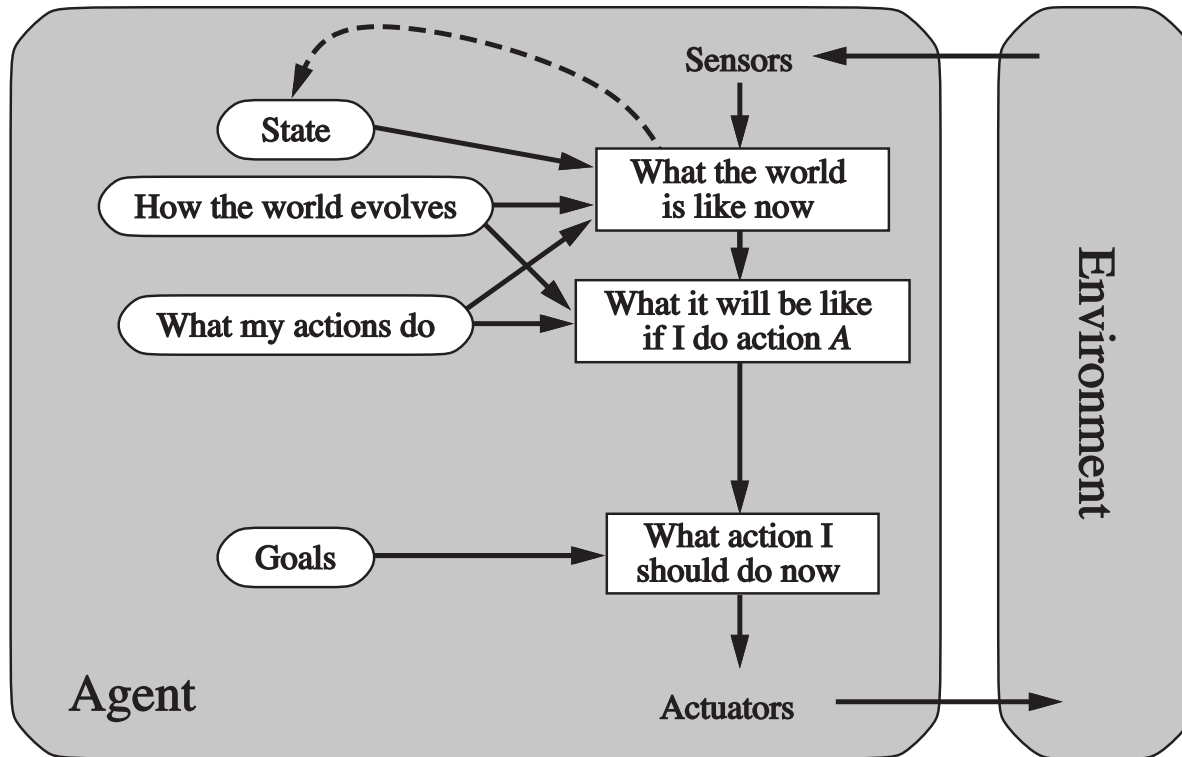 Sensors
State
What the world
is like now
How the world evolves
What it will be like
if I do action A
What my actions do
Environment
What action I
should do now
Goals
Agent
Actuators